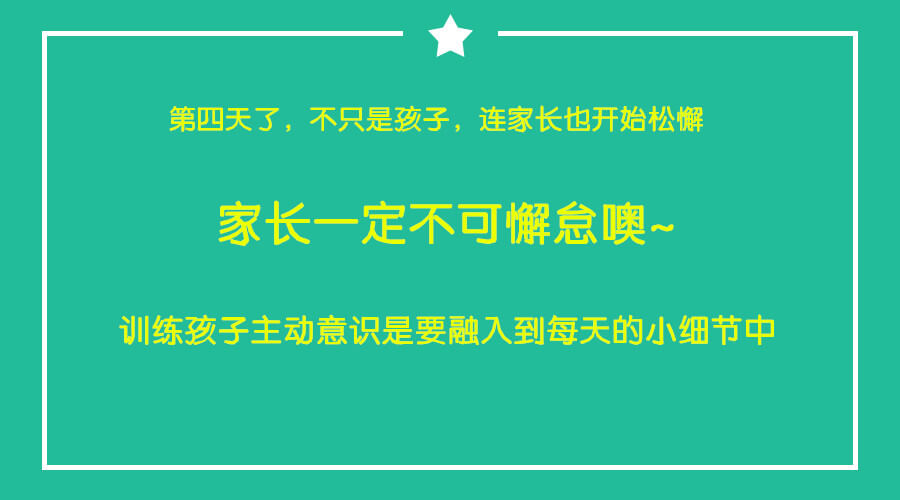 第四天了，不只是孩子，连家长也开始松懈
家长一定不可懈怠噢~
训练孩子主动意识是要融入到每天的小细节中